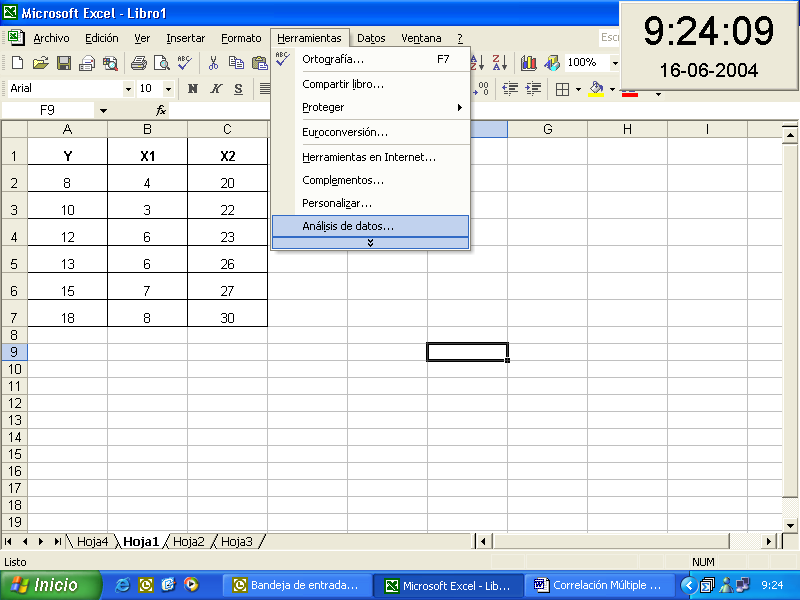 Microsoft Excel - Libro1
9:24:09
16-06-2004
Archivo Edición Ver Insertar Formato Herramientas Datos Ventana ?
100%
Arial 10 N K S
F9 fx
Ortografía... F7
Compartir libro...
Proteger
Euroconversión...
Herramientas en Internet...
Complementos...
Personalizar...
Análisis de datos...
A B C G H I
1 Y X1 X2
2 8 4 20
3 10 3 22
4 12 6 23
5 13 6 26
6 15 7 27
7 18 8 30
8
9
10
11
12
13
14
15
16
17
18
19
Hoja4 Hoja1 Hoja2 Hoja3
Listo NUM
Inicio Bandeja de entrada... Microsoft Excel - Lib... Correlación Múltiple ... 9:24